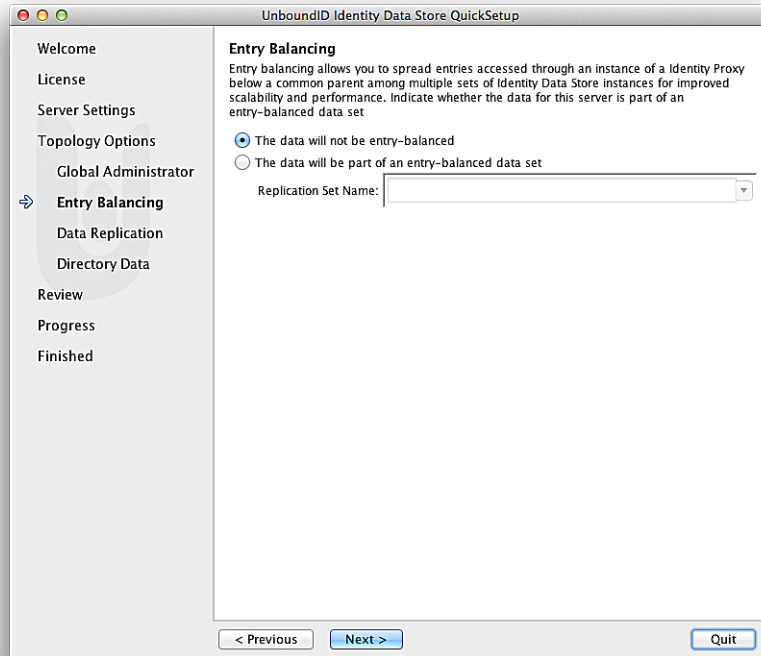 UnboundID Identity Data Store QuickSetup
Welcome
License
Server Settings
Topology Options
Global Administrator
Entry Balancing
Data Replication
Directory Data
Review
Progress
Finished
Entry Balancing
Entry balancing allows you to spread entries accessed through an instance of a Identity Proxy
below a common parent among multiple sets of Identity Data Store instances for improved
scalability and performance. Indicate whether the data for this server is part of an
entry-balanced data set
The data will not be entry-balanced
The data will be part of an entry-balanced data set
Replication Set Name:
< Previous
Next >
Quit